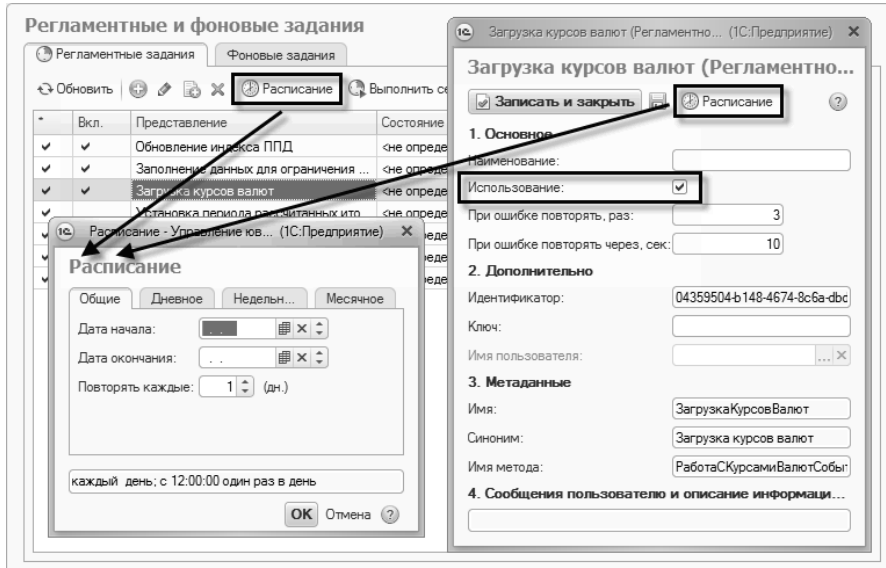 Регламентные и фоновые задания
Регламентные задания
Фоновые задания
Обновить
Расписание
Выполнить се
* Вкл. Представление Состояние
Обновление индекса ППД <не опреде
Заполнение данных для ограничения ... <не опреде
Загрузка курсов валют <не опреде
Установка периода рассчитанных ито... <не опреде
Расписание - Управление юв... (1С:Предприятие)
Расписание
Общие Дневное Недельн... Месячное
Дата начала: . .
Дата окончания: . .
Повторять каждые: 1 (дн.)
каждый день; с 12:00:00 один раз в день
OK Отмена ?
Загрузка курсов валют (Регламентно... (1С:Предприятие)
Загрузка курсов валют (Регламентно...
Записать и закрыть Расписание ?
1. Основное
Наименование:
Использование:
При ошибке повторять, раз: 3
При ошибке повторять через, сек: 10
2. Дополнительно
Идентификатор: 04359504-b148-4674-8c6a-dbc
Ключ:
Имя пользователя: ...
3. Метаданные
Имя: ЗагрузкаКурсовВалют
Синоним: Загрузка курсов валют
Имя метода: РаботаСКурсамиВалютСобыт
4. Сообщения пользователю и описание информаци...